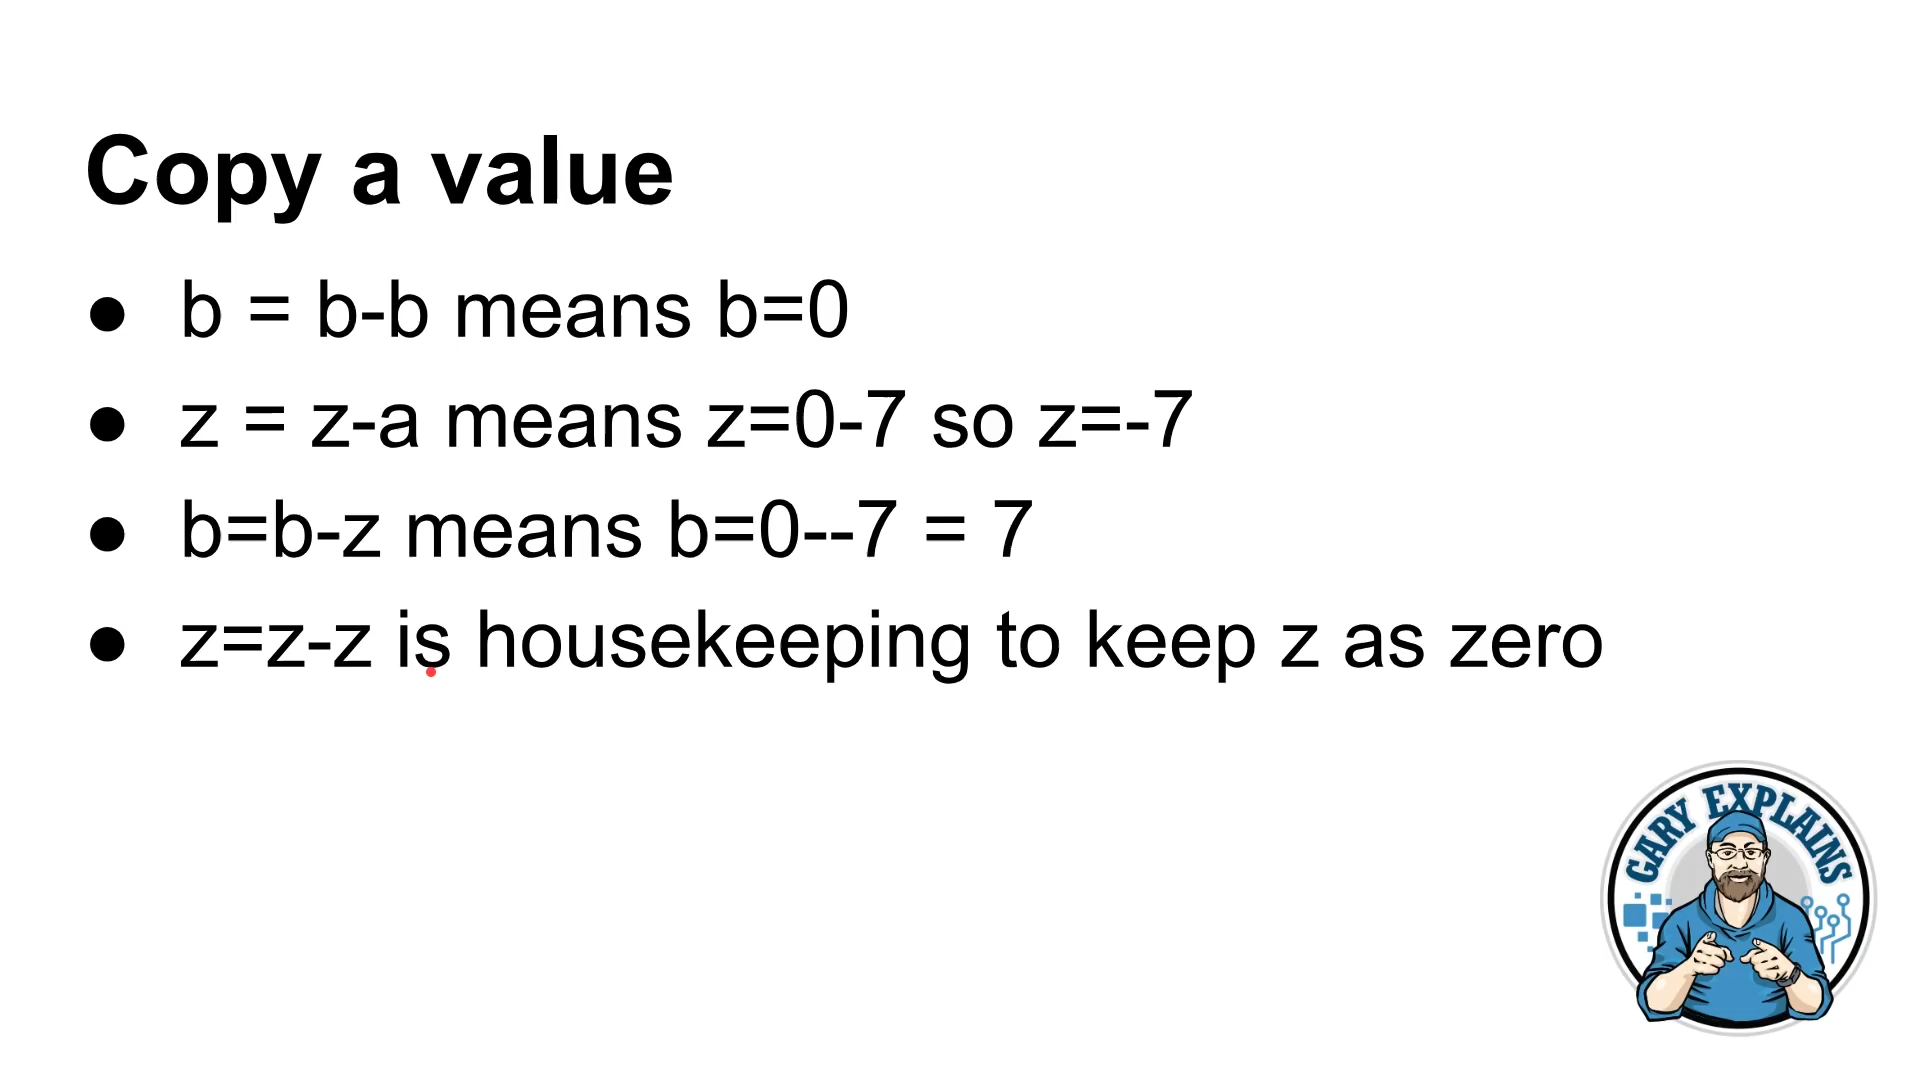 Copy a value
● b = b-b means b=0
● z = z-a means z=0-7 so z=-7
● b=b-z means b=0--7 = 7
● z=z-z is housekeeping to keep z as zero
GARY EXPLAINS